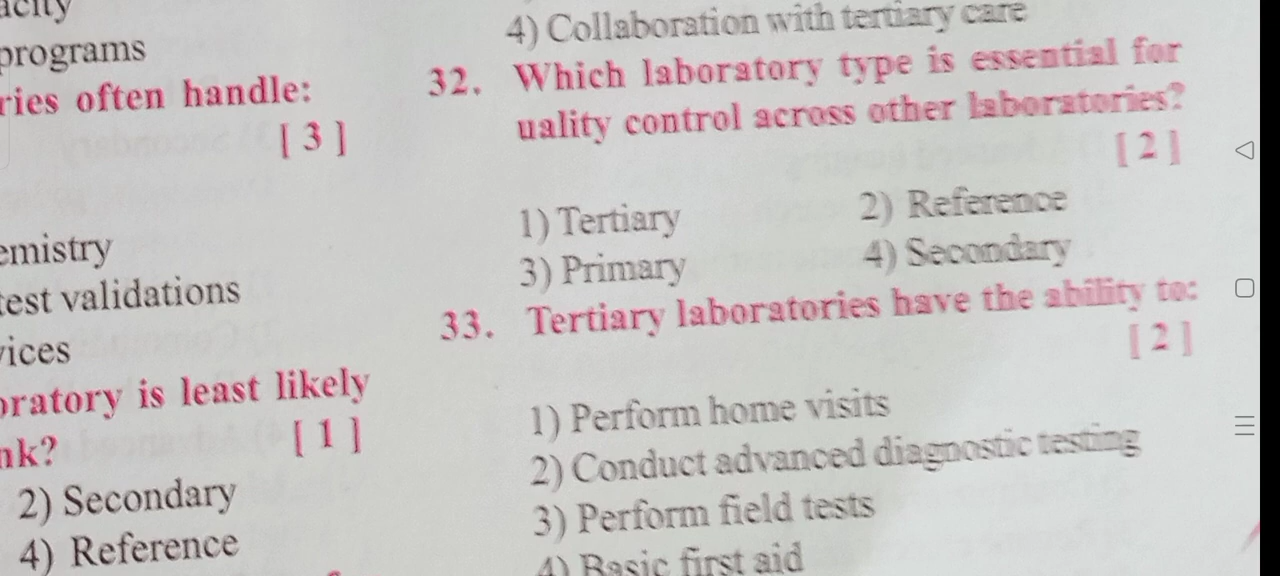 acity
programs
ries often handle:
[ 3 ]
emistry
test validations
vices
oratory is least likely
nk? [ 1 ]
2) Secondary
4) Reference
4) Collaboration with tertiary care
32. Which laboratory type is essential for
uality control across other laboratories?
[ 2 ]
1) Tertiary 2) Reference
3) Primary 4) Secondary
33. Tertiary laboratories have the ability to:
[ 2 ]
1) Perform home visits
2) Conduct advanced diagnostic testing
3) Perform field tests
4) Basic first aid